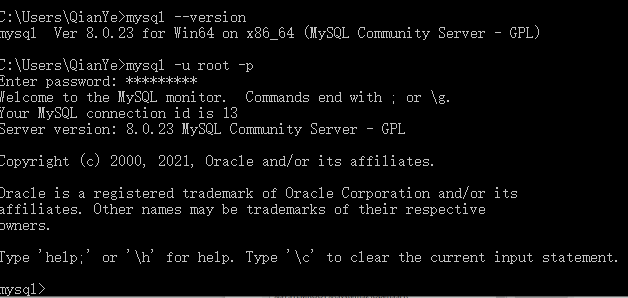 C:\Users\QianYe>mysql --version
mysql  Ver 8.0.23 for Win64 on x86_64 (MySQL Community Server - GPL)
C:\Users\QianYe>mysql -u root -p
Enter password: *********
Welcome to the MySQL monitor.  Commands end with ; or \g.
Your MySQL connection id is 13
Server version: 8.0.23 MySQL Community Server - GPL
Copyright (c) 2000, 2021, Oracle and/or its affiliates.
Oracle is a registered trademark of Oracle Corporation and/or its
affiliates. Other names may be trademarks of their respective
owners.
Type 'help;' or '\h' for help. Type '\c' to clear the current input statement.
mysql>